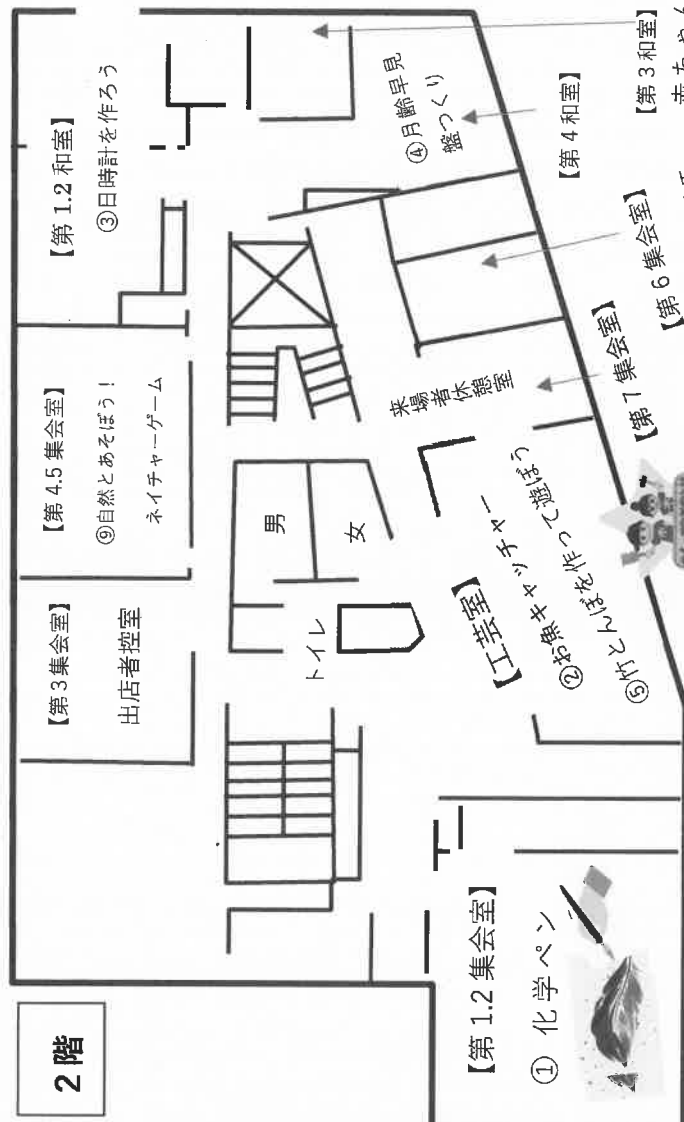 2階
【第3集会室】
出店者控室
【第4.5集会室】
⑨自然とあそぼう!
ネイチャーゲーム
【第1.2和室】
③日時計を作ろう
トイレ
男
女
来場者休憩室
④月齢早見
盤つくり
【第1.2集会室】
① 化学ペン
【工芸室】
②お魚キャッチャー
⑤竹とんぼを作って遊ぼう
【第7集会室】
【第6集会室】
【第4和室】
【第3和室】
赤ちゃん